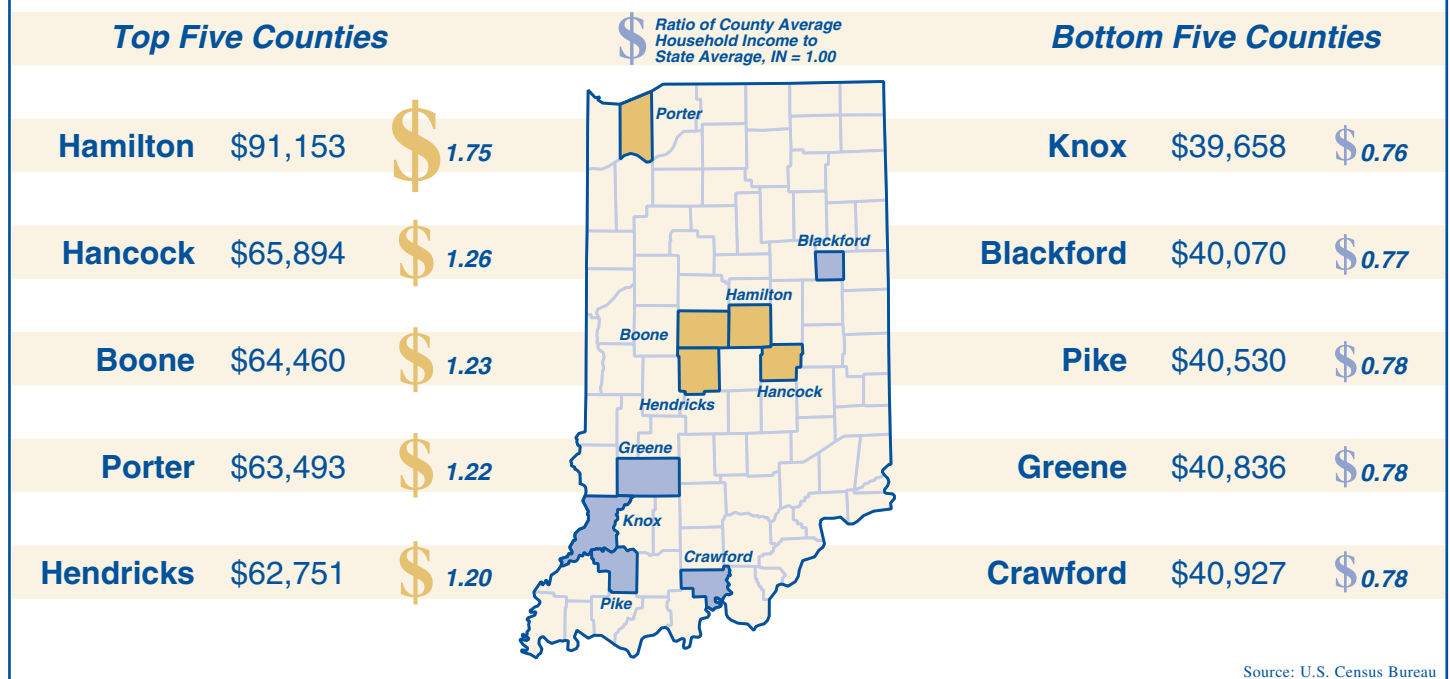 Top Five Counties
$ Ratio of County Average
Household Income to
State Average, IN = 1.00
Bottom Five Counties
Hamilton $91,153 $ 1.75
Hancock $65,894 $ 1.26
Boone $64,460 $ 1.23
Porter $63,493 $ 1.22
Hendricks $62,751 $ 1.20
Porter
Blackford
Hamilton
Boone
Hancock
Hendricks
Greene
Knox
Crawford
Pike
Knox $39,658 $ 0.76
Blackford $40,070 $ 0.77
Pike $40,530 $ 0.78
Greene $40,836 $ 0.78
Crawford $40,927 $ 0.78
Source: U.S. Census Bureau